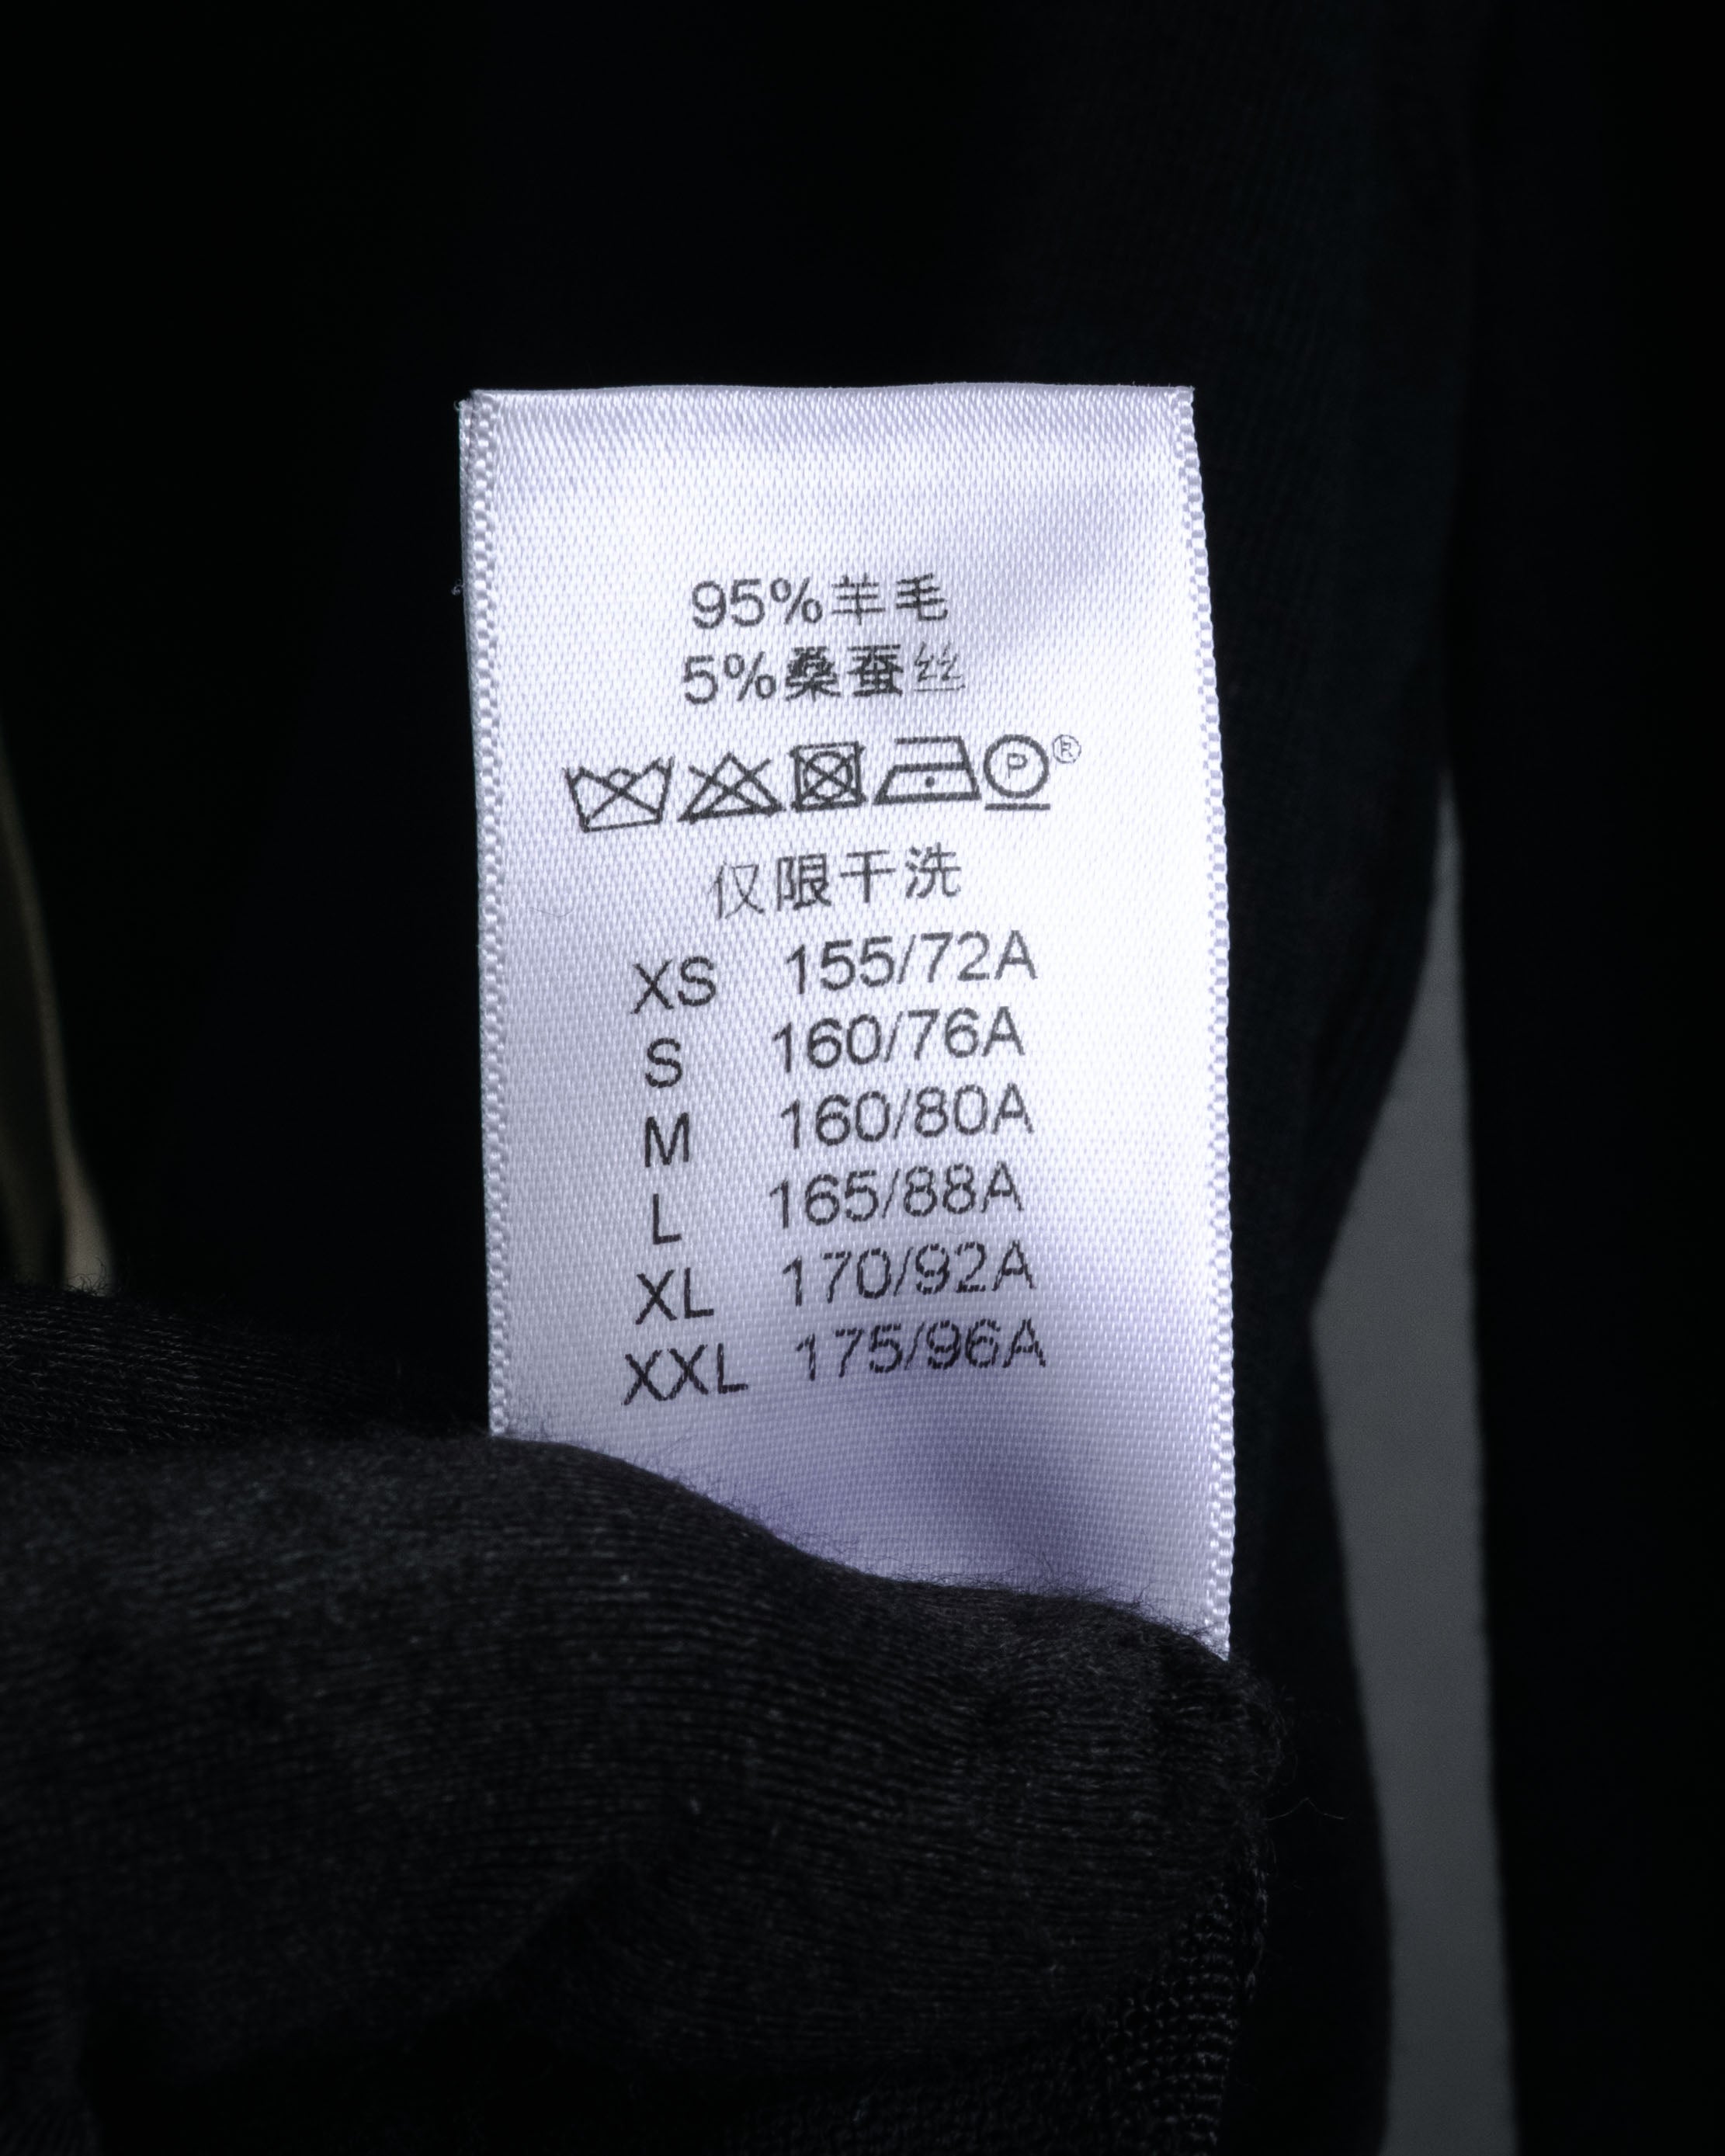 95%羊毛
5%桑蚕丝
P ®
仅限干洗
XS 155/72A
S 160/76A
M 160/80A
L 165/88A
XL 170/92A
XXL 175/96A